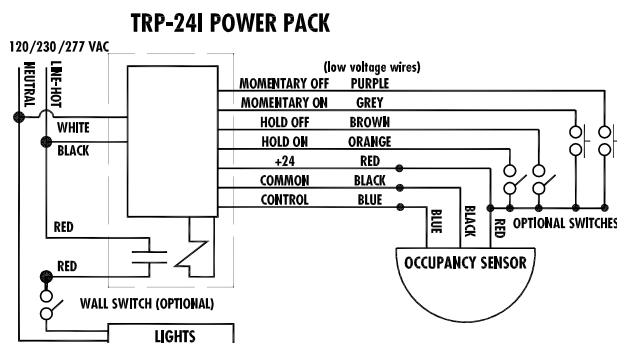 TRP-24I POWER PACK
120/230/277 VAC
NEUTRAL
LINE-HOT
(low voltage wires)
MOMENTARY OFF PURPLE
MOMENTARY ON GREY
HOLD OFF BROWN
HOLD ON ORANGE
+24 RED
COMMON BLACK
CONTROL BLUE
WHITE
BLACK
RED
RED
BLUE
BLACK
RED
OPTIONAL SWITCHES
OCCUPANCY SENSOR
WALL SWITCH (OPTIONAL)
LIGHTS